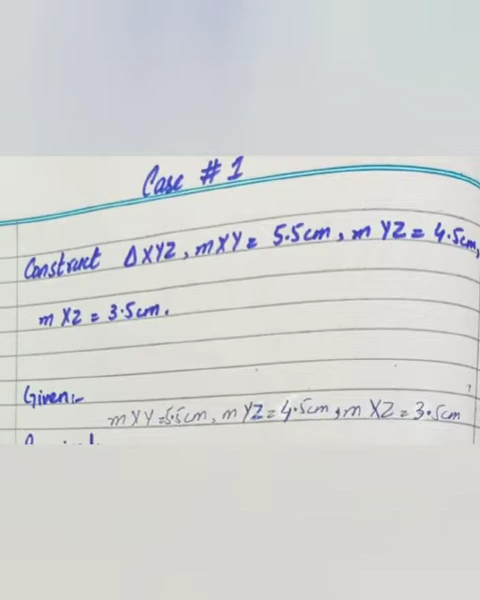 Case # 1
Construct ΔXYZ, mXY = 5.5cm, m YZ = 4.5cm,
m XZ = 3.5cm.
Given:-
m XY = 5.5cm, m YZ = 4.5cm, m XZ = 3.5cm